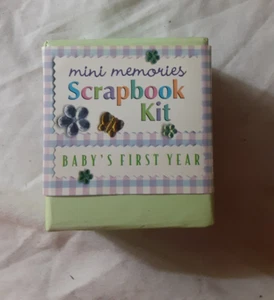 mini memories
Scrapbook
Kit
BABY'S FIRST YEAR